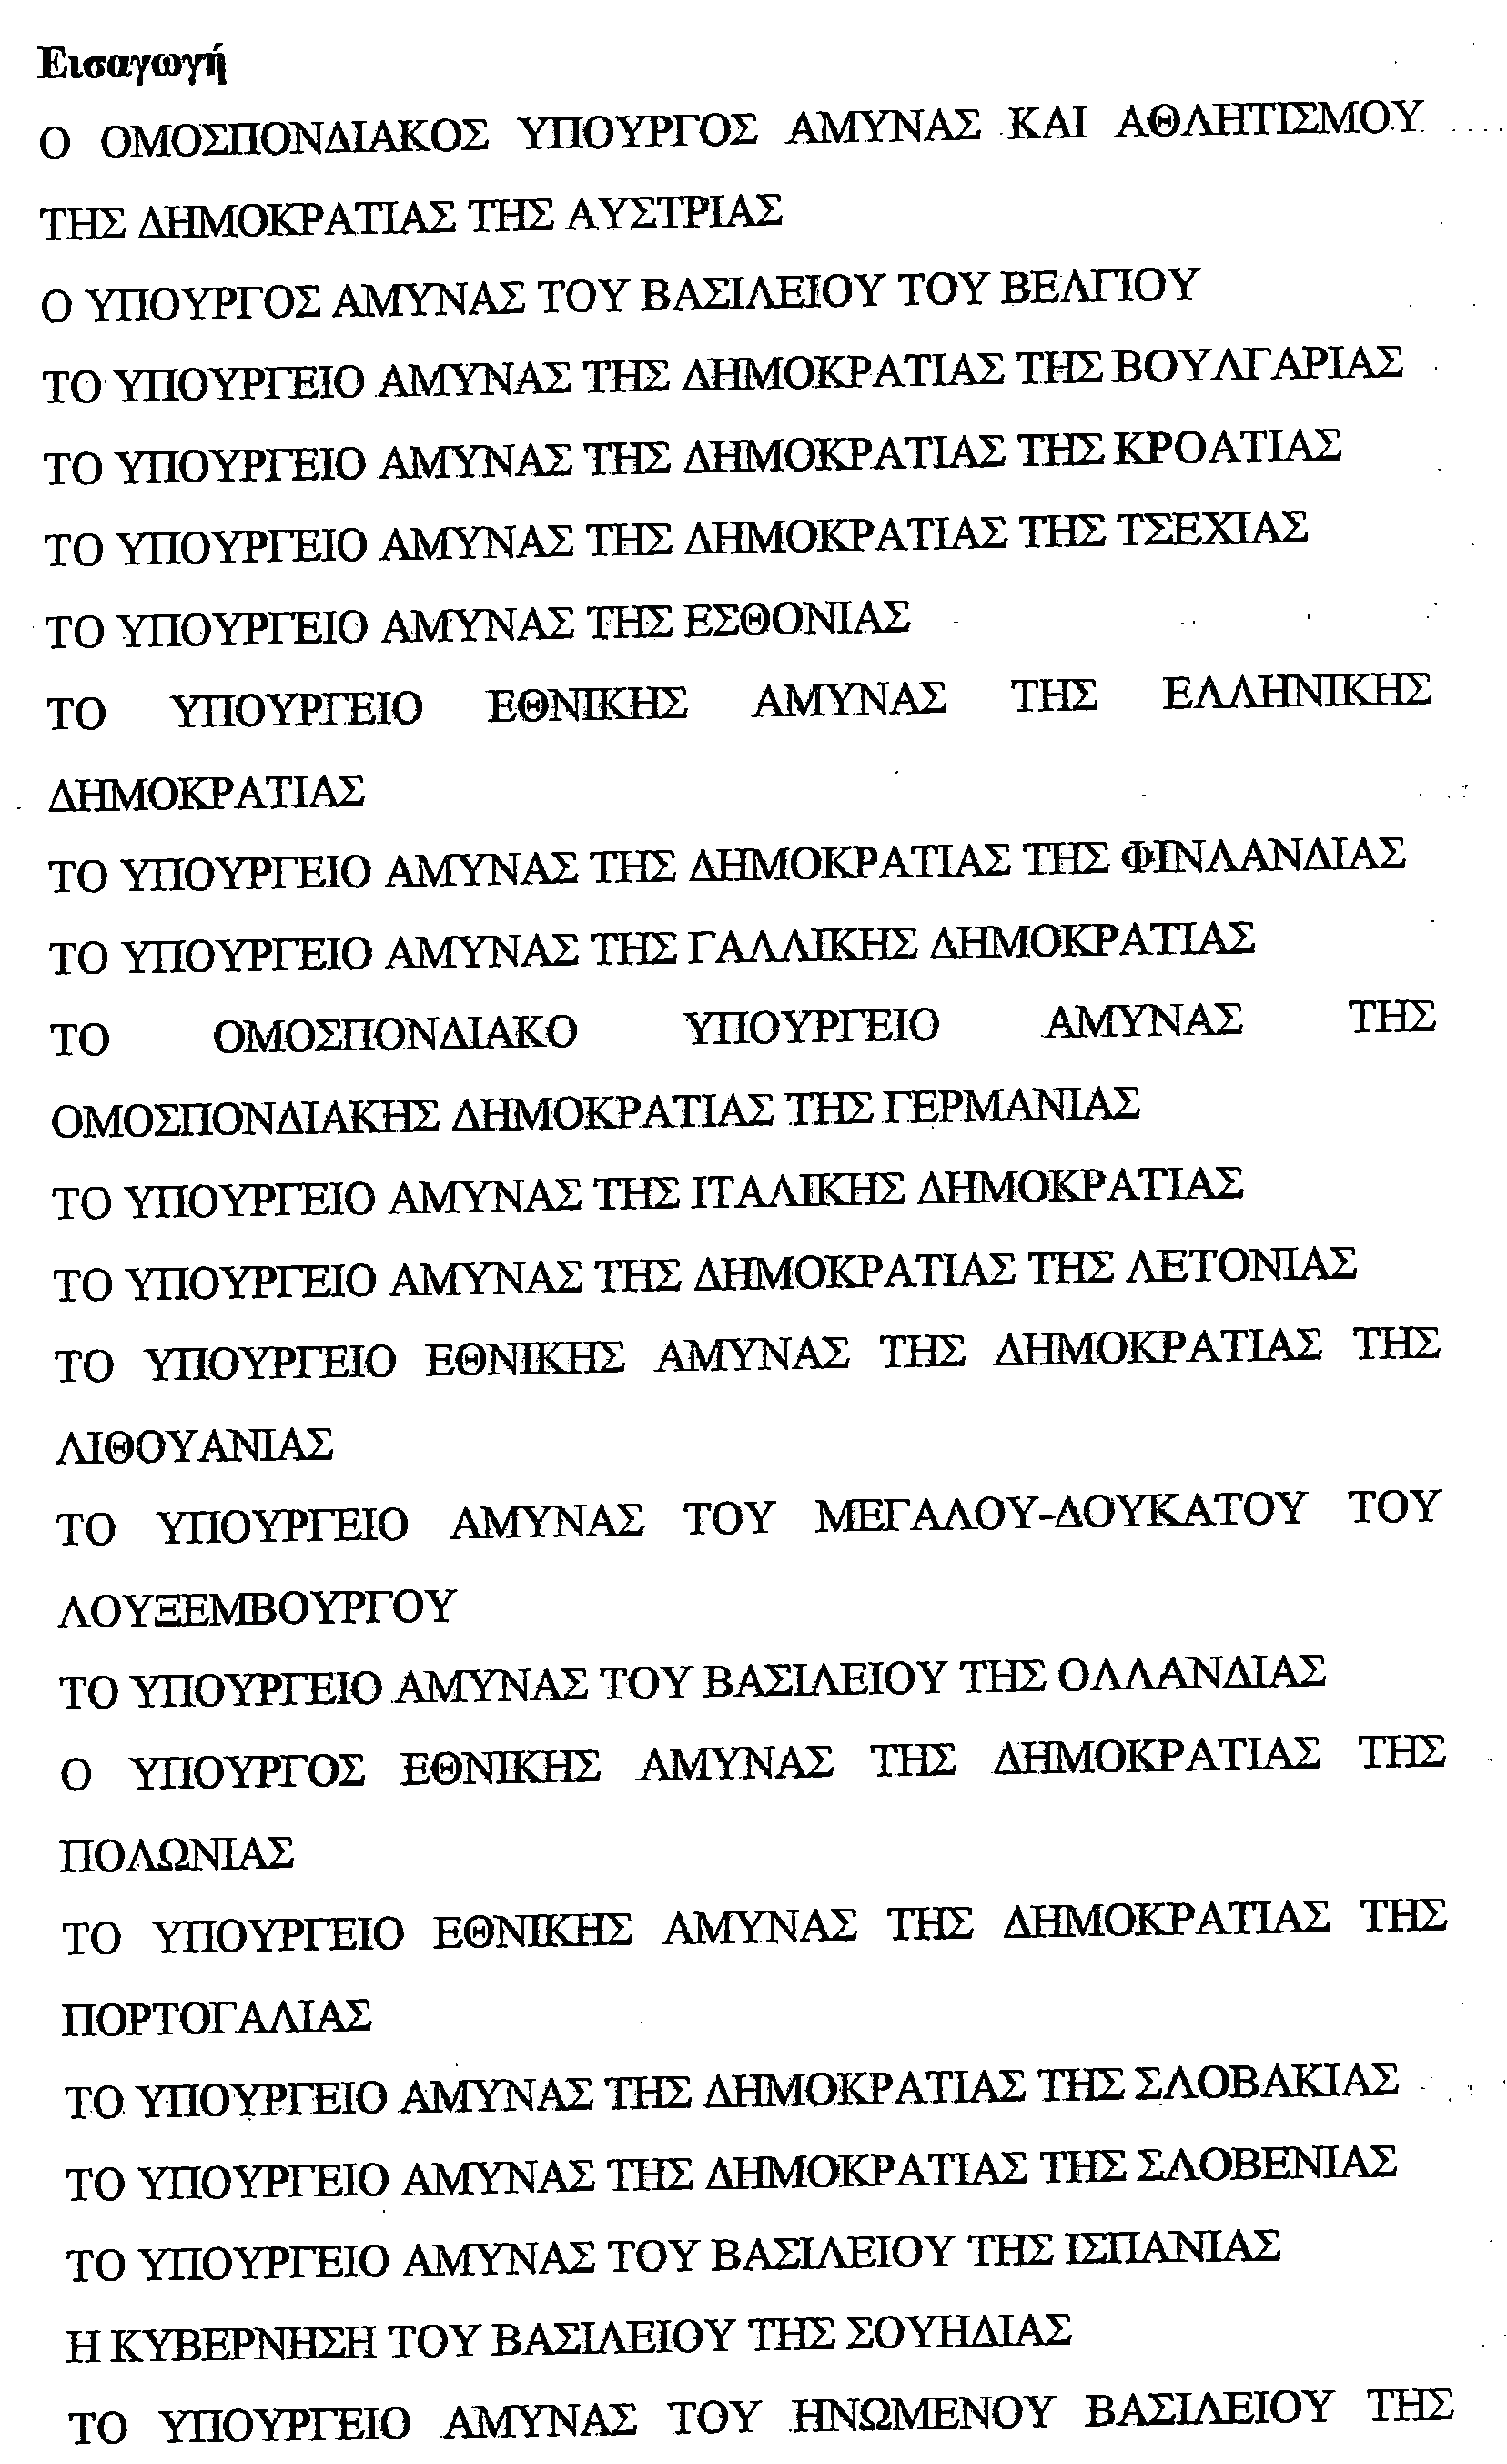 Εισαγωγή
Ο ΟΜΟΣΠΟΝΔΙΑΚΟΣ ΥΠΟΥΡΓΟΣ ΑΜΥΝΑΣ ΚΑΙ ΑΘΛΗΤΙΣΜΟΥ
ΤΗΣ ΔΗΜΟΚΡΑΤΙΑΣ ΤΗΣ ΑΥΣΤΡΙΑΣ
Ο ΥΠΟΥΡΓΟΣ ΑΜΥΝΑΣ ΤΟΥ ΒΑΣΙΛΕΙΟΥ ΤΟΥ ΒΕΛΓΙΟΥ
ΤΟ ΥΠΟΥΡΓΕΙΟ ΑΜΥΝΑΣ ΤΗΣ ΔΗΜΟΚΡΑΤΙΑΣ ΤΗΣ ΒΟΥΛΓΑΡΙΑΣ
ΤΟ ΥΠΟΥΡΓΕΙΟ ΑΜΥΝΑΣ ΤΗΣ ΔΗΜΟΚΡΑΤΙΑΣ ΤΗΣ ΚΡΟΑΤΙΑΣ
ΤΟ ΥΠΟΥΡΓΕΙΟ ΑΜΥΝΑΣ ΤΗΣ ΔΗΜΟΚΡΑΤΙΑΣ ΤΗΣ ΤΣΕΧΙΑΣ
ΤΟ ΥΠΟΥΡΓΕΙΟ ΑΜΥΝΑΣ ΤΗΣ ΕΣΘΟΝΙΑΣ
ΤΟ ΥΠΟΥΡΓΕΙΟ ΕΘΝΙΚΗΣ ΑΜΥΝΑΣ ΤΗΣ ΕΛΛΗΝΙΚΗΣ
ΔΗΜΟΚΡΑΤΙΑΣ
ΤΟ ΥΠΟΥΡΓΕΙΟ ΑΜΥΝΑΣ ΤΗΣ ΔΗΜΟΚΡΑΤΙΑΣ ΤΗΣ ΦΙΝΛΑΝΔΙΑΣ
ΤΟ ΥΠΟΥΡΓΕΙΟ ΑΜΥΝΑΣ ΤΗΣ ΓΑΛΛΙΚΗΣ ΔΗΜΟΚΡΑΤΙΑΣ
ΤΟ ΟΜΟΣΠΟΝΔΙΑΚΟ ΥΠΟΥΡΓΕΙΟ ΑΜΥΝΑΣ ΤΗΣ
ΟΜΟΣΠΟΝΔΙΑΚΗΣ ΔΗΜΟΚΡΑΤΙΑΣ ΤΗΣ ΓΕΡΜΑΝΙΑΣ
ΤΟ ΥΠΟΥΡΓΕΙΟ ΑΜΥΝΑΣ ΤΗΣ ΙΤΑΛΙΚΗΣ ΔΗΜΟΚΡΑΤΙΑΣ
ΤΟ ΥΠΟΥΡΓΕΙΟ ΑΜΥΝΑΣ ΤΗΣ ΔΗΜΟΚΡΑΤΙΑΣ ΤΗΣ ΛΕΤΟΝΙΑΣ
ΤΟ ΥΠΟΥΡΓΕΙΟ ΕΘΝΙΚΗΣ ΑΜΥΝΑΣ ΤΗΣ ΔΗΜΟΚΡΑΤΙΑΣ ΤΗΣ
ΛΙΘΟΥΑΝΙΑΣ
ΤΟ ΥΠΟΥΡΓΕΙΟ ΑΜΥΝΑΣ ΤΟΥ ΜΕΓΑΛΟΥ-ΔΟΥΚΑΤΟΥ ΤΟΥ
ΛΟΥΞΕΜΒΟΥΡΓΟΥ
ΤΟ ΥΠΟΥΡΓΕΙΟ ΑΜΥΝΑΣ ΤΟΥ ΒΑΣΙΛΕΙΟΥ ΤΗΣ ΟΛΛΑΝΔΙΑΣ
Ο ΥΠΟΥΡΓΟΣ ΕΘΝΙΚΗΣ ΑΜΥΝΑΣ ΤΗΣ ΔΗΜΟΚΡΑΤΙΑΣ ΤΗΣ
ΠΟΛΩΝΙΑΣ
ΤΟ ΥΠΟΥΡΓΕΙΟ ΕΘΝΙΚΗΣ ΑΜΥΝΑΣ ΤΗΣ ΔΗΜΟΚΡΑΤΙΑΣ ΤΗΣ
ΠΟΡΤΟΓΑΛΙΑΣ
ΤΟ ΥΠΟΥΡΓΕΙΟ ΑΜΥΝΑΣ ΤΗΣ ΔΗΜΟΚΡΑΤΙΑΣ ΤΗΣ ΣΛΟΒΑΚΙΑΣ
ΤΟ ΥΠΟΥΡΓΕΙΟ ΑΜΥΝΑΣ ΤΗΣ ΔΗΜΟΚΡΑΤΙΑΣ ΤΗΣ ΣΛΟΒΕΝΙΑΣ
ΤΟ ΥΠΟΥΡΓΕΙΟ ΑΜΥΝΑΣ ΤΟΥ ΒΑΣΙΛΕΙΟΥ ΤΗΣ ΙΣΠΑΝΙΑΣ
Η ΚΥΒΕΡΝΗΣΗ ΤΟΥ ΒΑΣΙΛΕΙΟΥ ΤΗΣ ΣΟΥΗΔΙΑΣ
ΤΟ ΥΠΟΥΡΓΕΙΟ ΑΜΥΝΑΣ ΤΟΥ ΗΝΩΜΕΝΟΥ ΒΑΣΙΛΕΙΟΥ ΤΗΣ